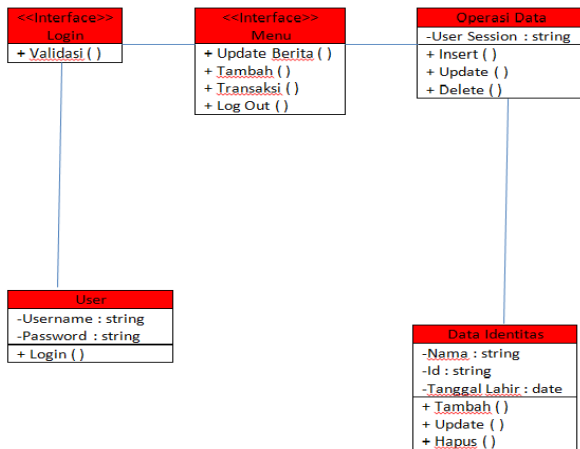 <<Interface>>
Login
+ Validasi ( )
<<Interface>>
Menu
+ Update Berita ( )
+ Tambah ( )
+ Transaksi ( )
+ Log Out ( )
Operasi Data
-User Session : string
+ Insert ( )
+ Update ( )
+ Delete ( )
User
-Username : string
-Password : string
+ Login ( )
Data Identitas
-Nama : string
-Id : string
-Tanggal Lahir : date
+ Tambah ( )
+ Update ( )
+ Hapus ( )